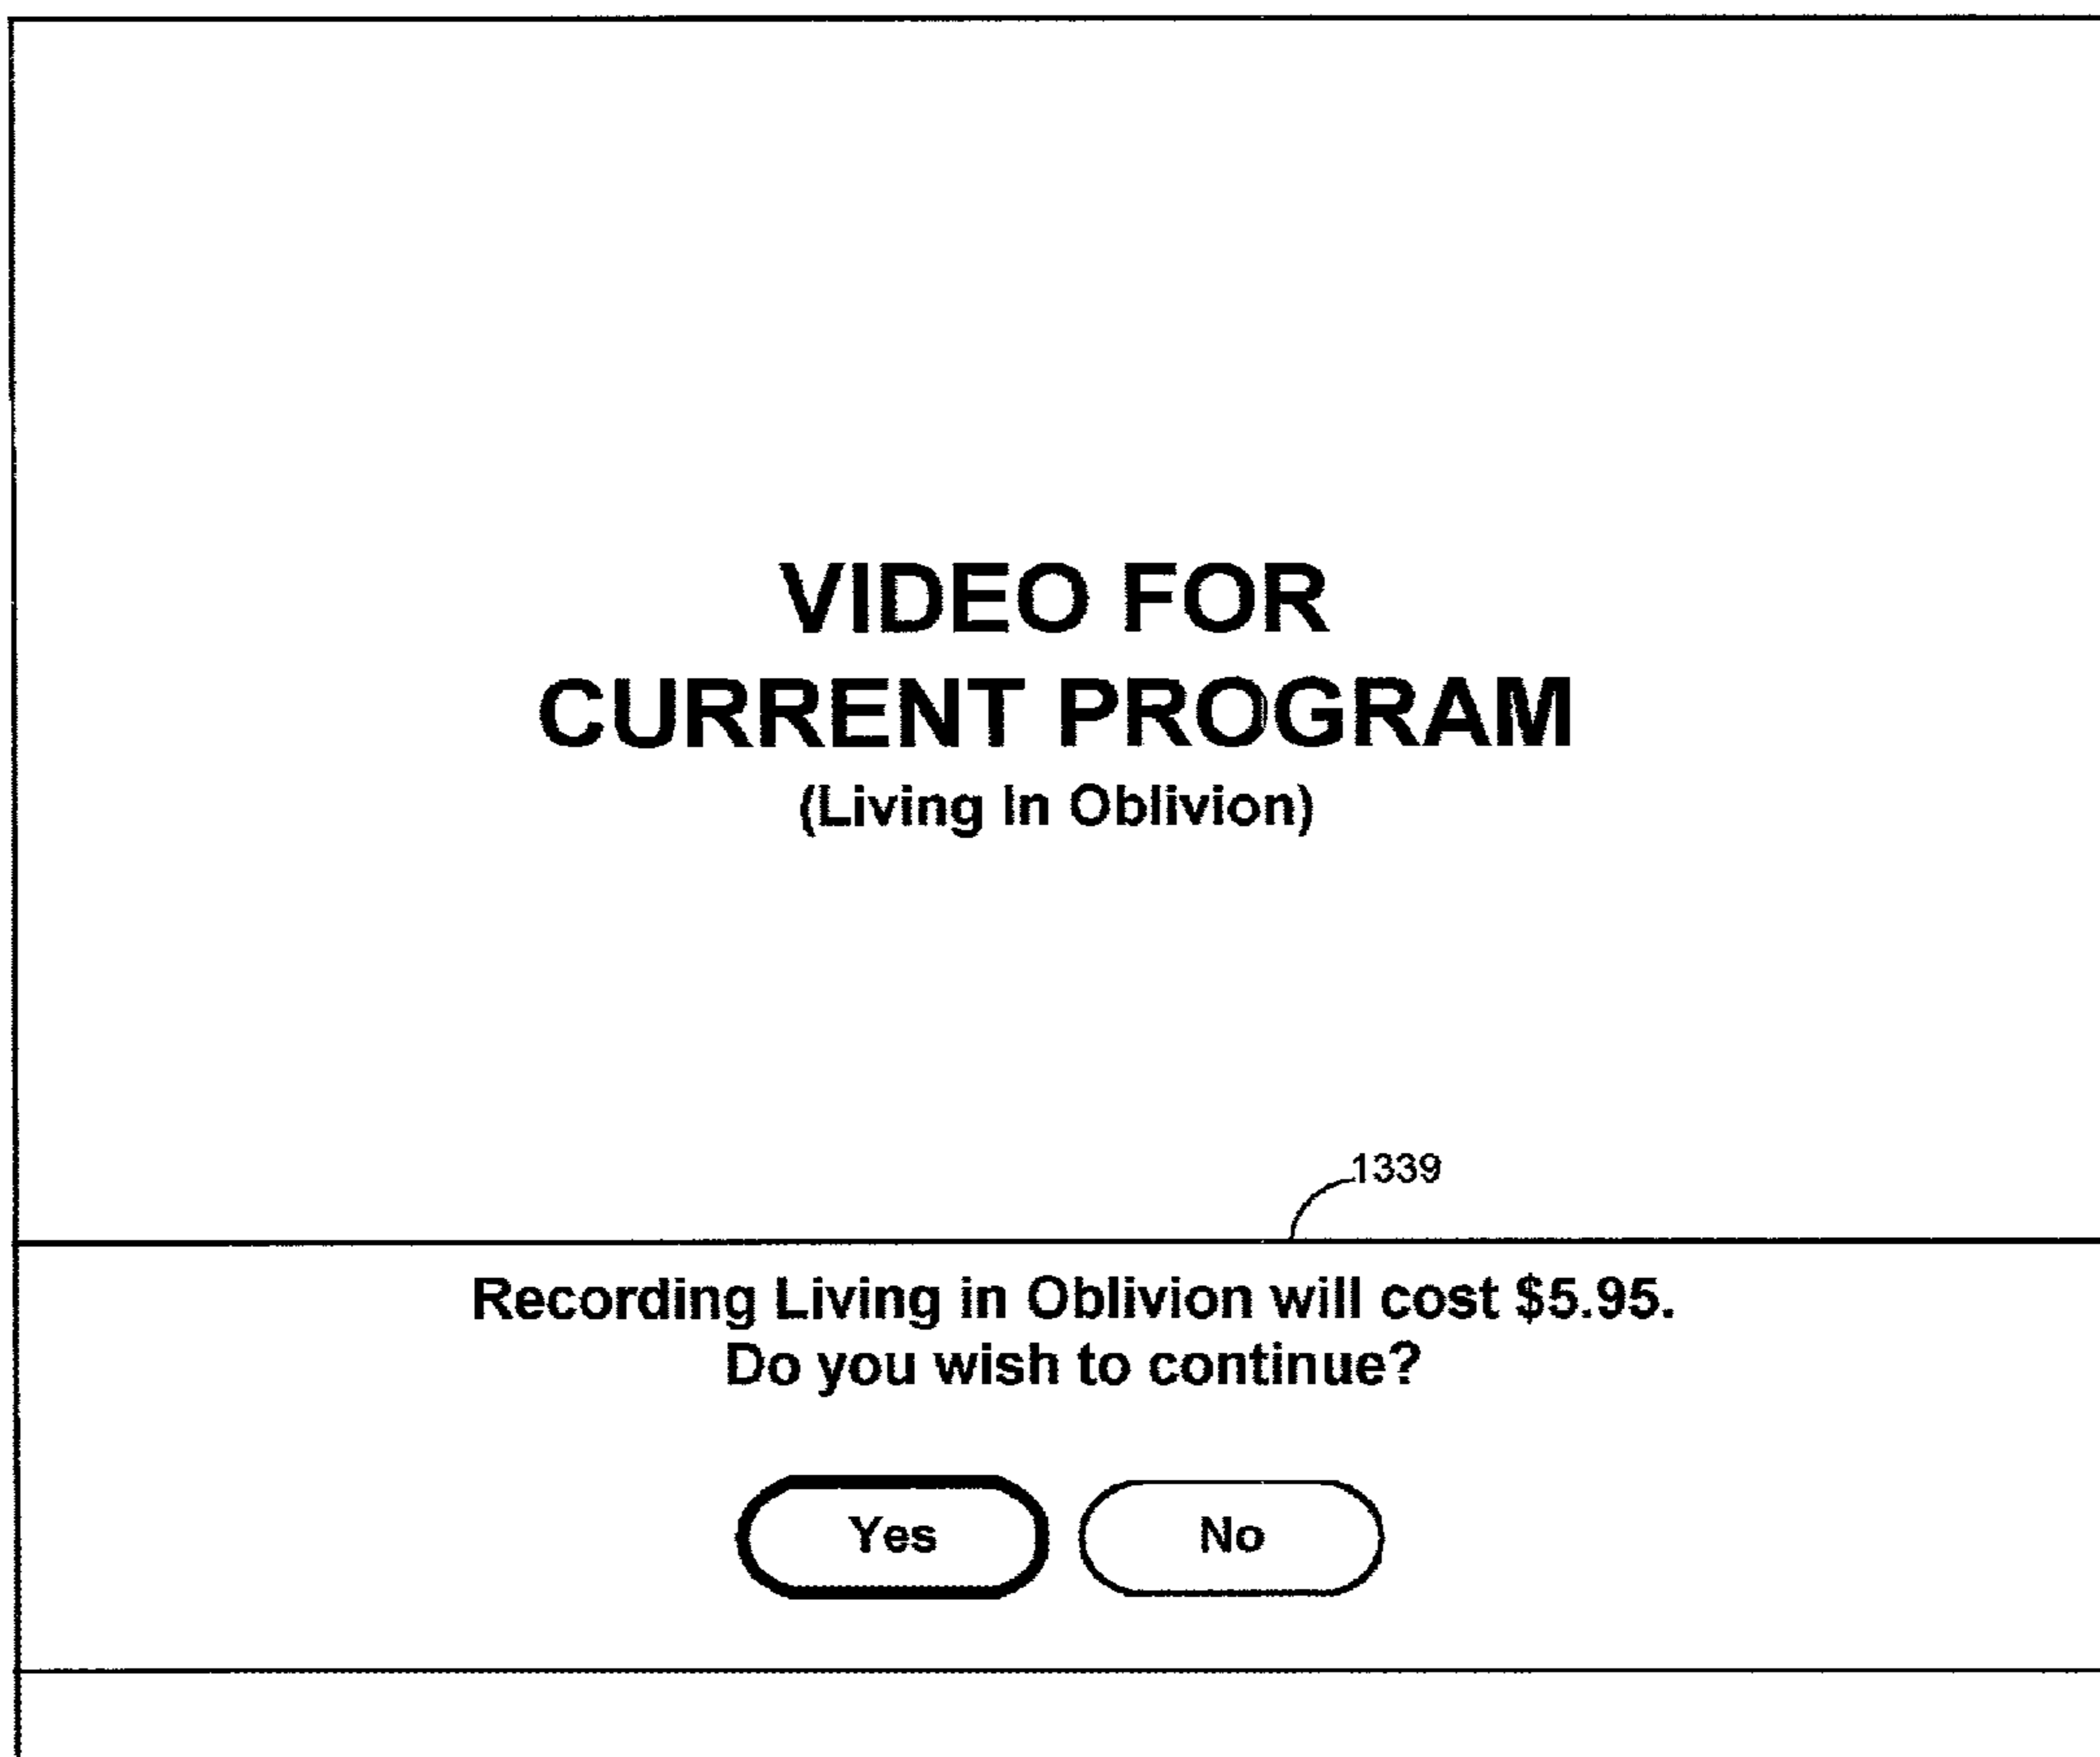 VIDEO FOR
CURRENT PROGRAM
(Living In Oblivion)
1339
Recording Living in Oblivion will cost $5.95.
Do you wish to continue?
Yes No